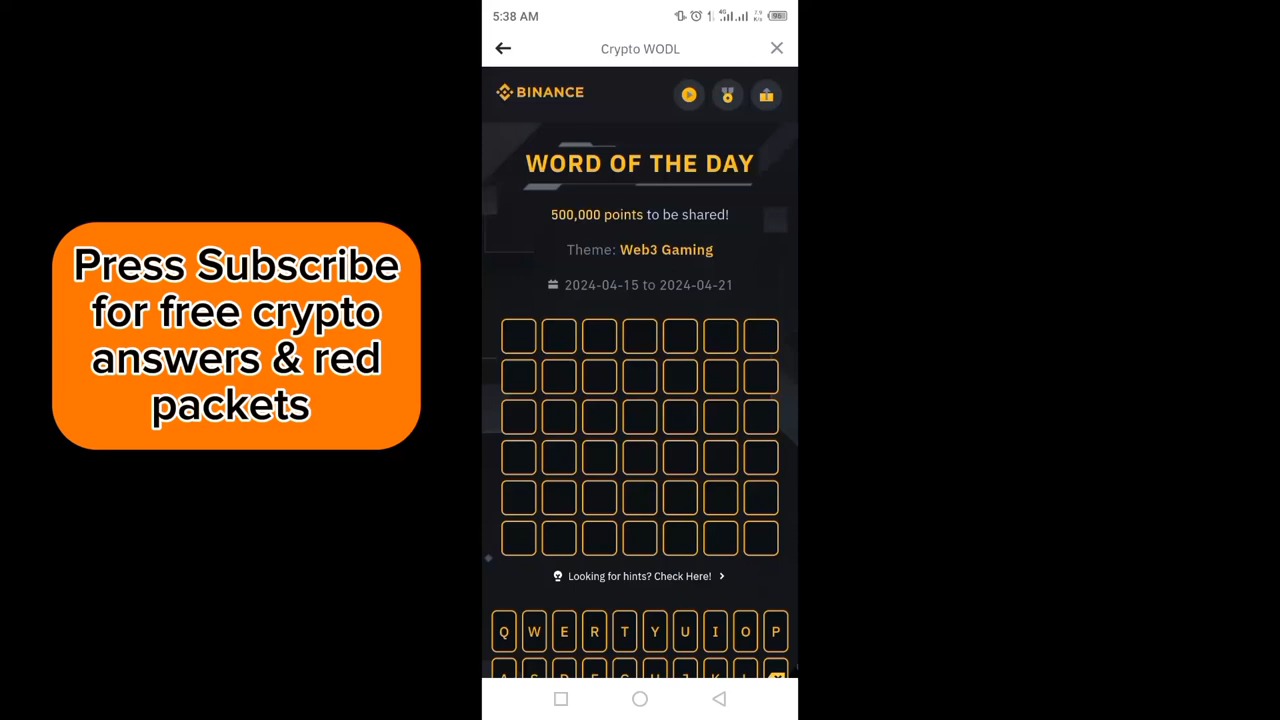 5:38 AM
4G
98
Crypto WODL
BINANCE
WORD OF THE DAY
500,000 points to be shared!
Theme: Web3 Gaming
2024-04-15 to 2024-04-21
Press Subscribe
for free crypto
answers & red
packets
Looking for hints? Check Here!
Q W E R T Y U I O P